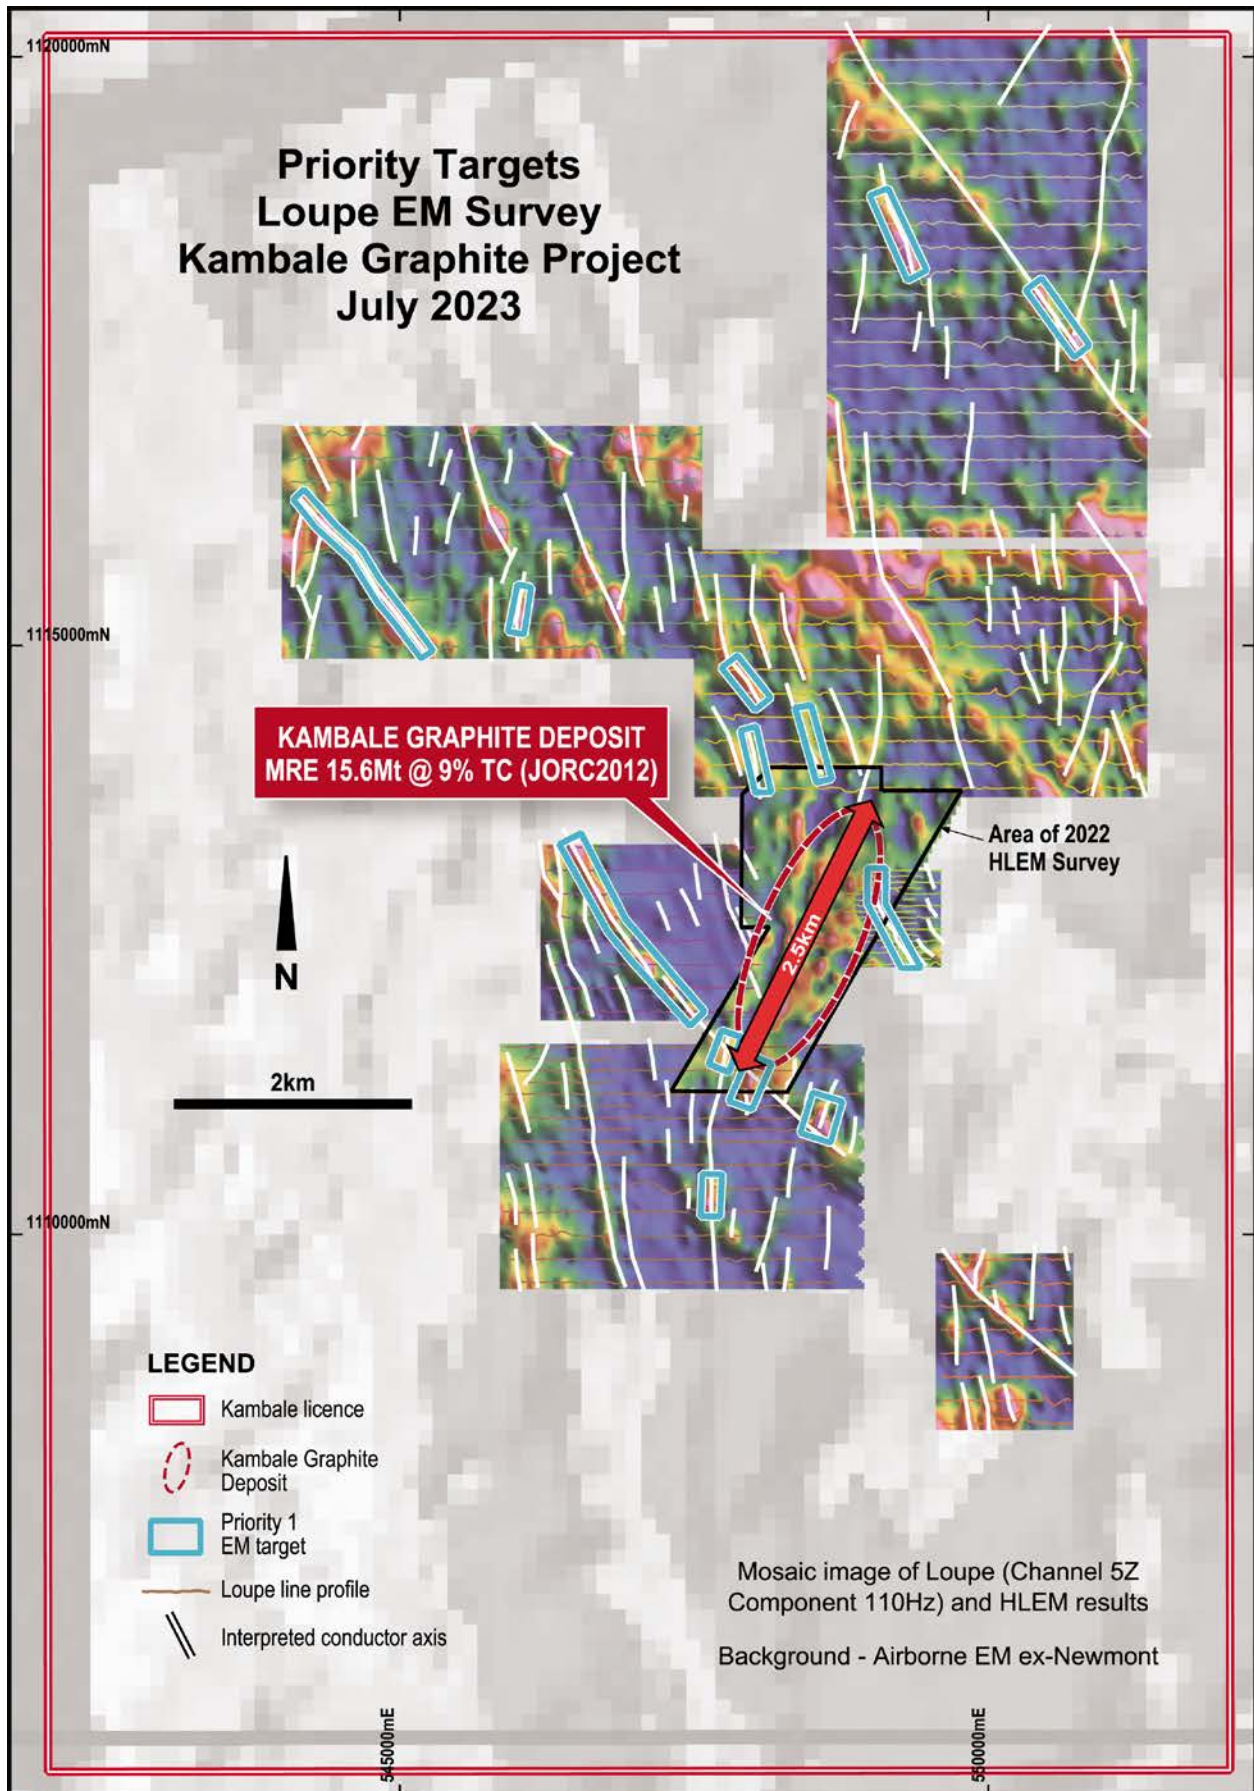 1120000mN
Priority Targets
Loupe EM Survey
Kambale Graphite Project
July 2023
1115000mN
KAMBALE GRAPHITE DEPOSIT
MRE 15.6Mt @ 9% TC (JORC2012)
Area of 2022
HLEM Survey
2.5km
N
2km
1110000mN
LEGEND
Kambale licence
Kambale Graphite
Deposit
Priority 1
EM target
Loupe line profile
Interpreted conductor axis
Mosaic image of Loupe (Channel 5Z
Component 110Hz) and HLEM results
Background - Airborne EM ex-Newmont
545000mE
550000mE